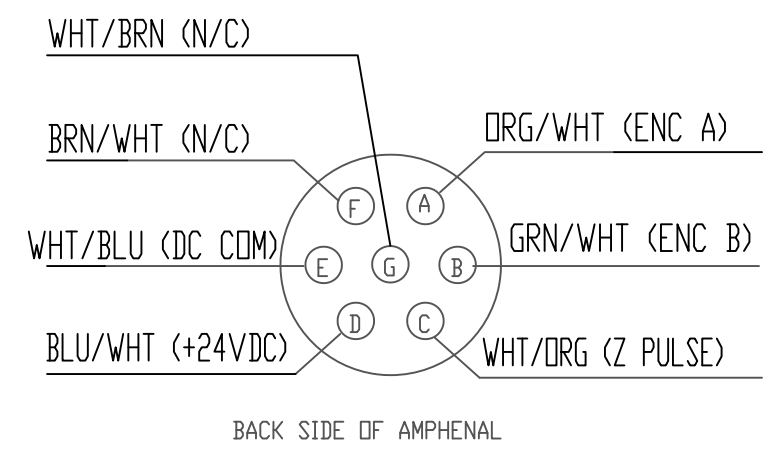 WHT/BRN (N/C)
BRN/WHT (N/C)
ORG/WHT (ENC A)
F
A
WHT/BLU (DC COM)
GRN/WHT (ENC B)
E
G
B
D
C
BLU/WHT (+24VDC)
WHT/ORG (Z PULSE)
BACK SIDE OF AMPHENAL